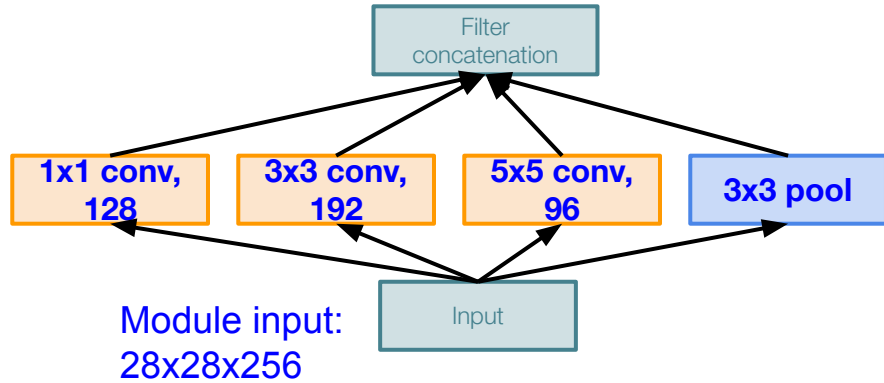 Filter
concatenation
1x1 conv,
128
3x3 conv,
192
5x5 conv,
96
3x3 pool
Input
Module input:
28x28x256